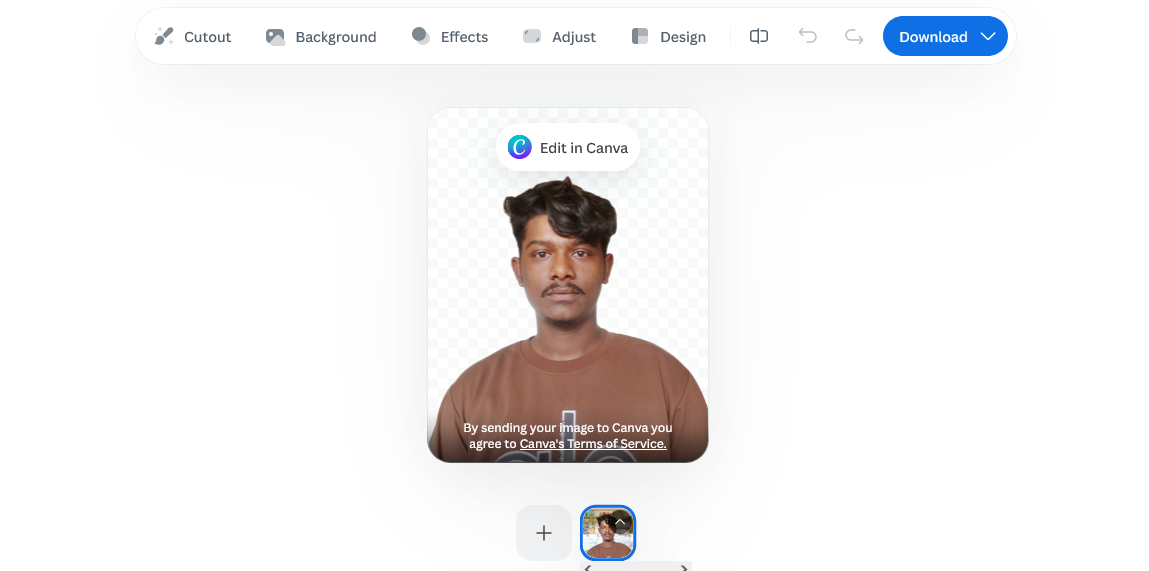 Cutout
Background
Effects
Adjust
Design
Download
Edit in Canva
By sending your image to Canva you
agree to Canva's Terms of Service.